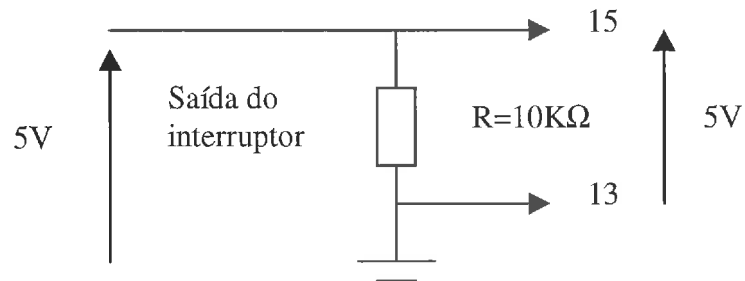 15
Saída do
interruptor
5V
R=10KΩ
5V
13